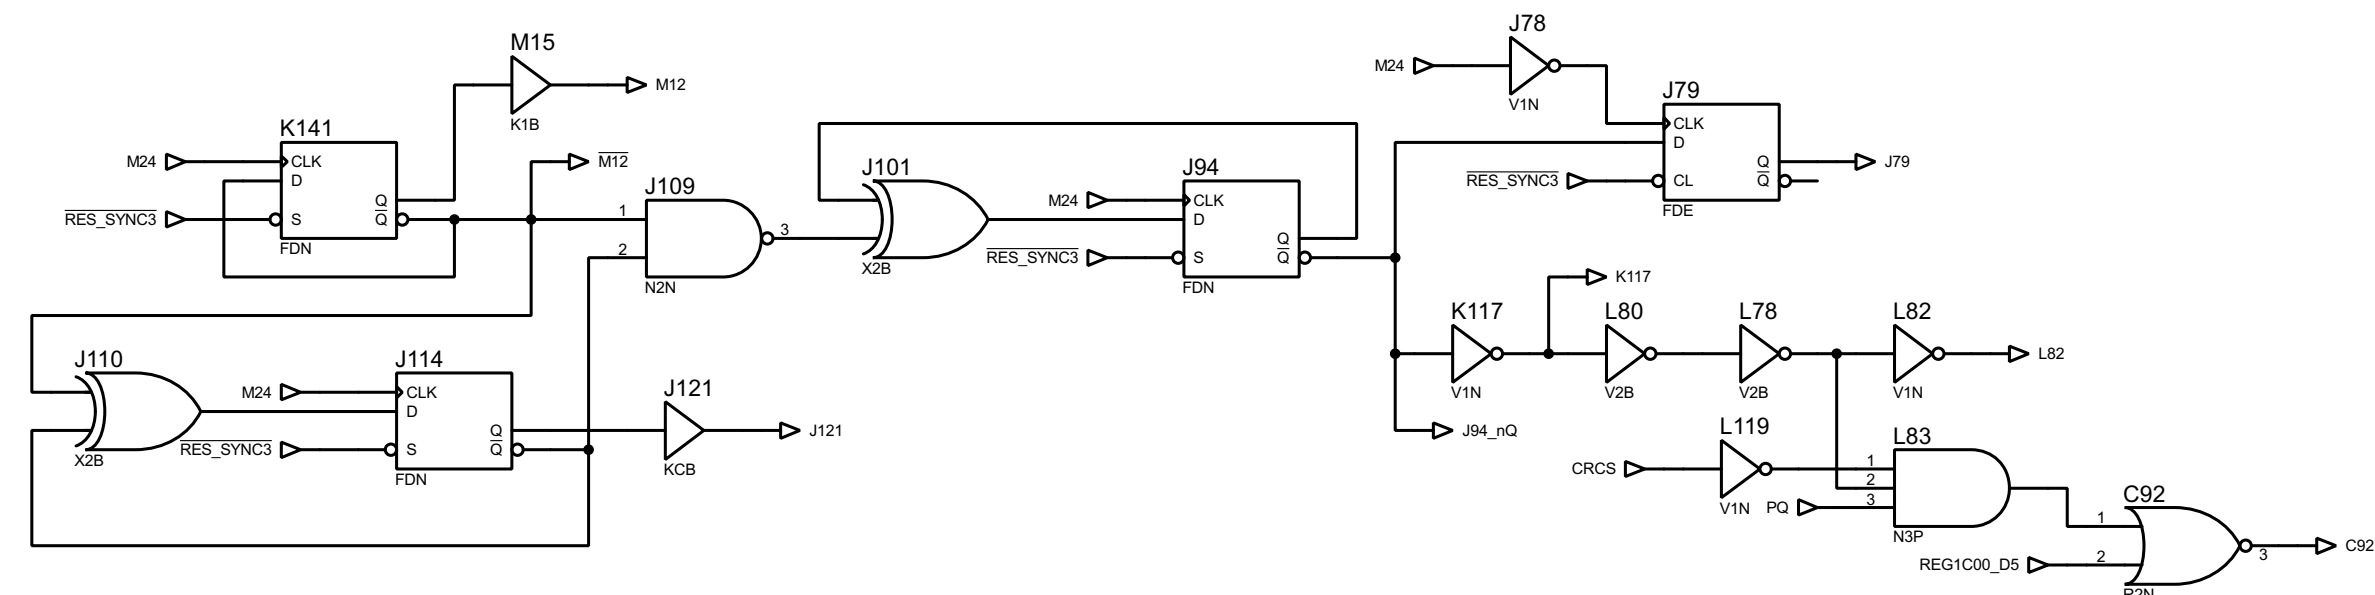 J78
M15
M24
M12
J79
K141
V1N
CLK
M24
CLK
M12
J101
J94
D
D
J109
Q
J79
Q
1
M24
CLK
RES_SYNC3
CL
Q
RES_SYNC3
S
Q
D
FDE
3
Q
FDN
2
RES_SYNC3
S
Q
X2B
N2N
FDN
K117
K1B
K117
L80
L78
L82
J110
J114
L82
M24
CLK
J121
V1N
V2B
V2B
V1N
D
Q
J121
J94_nQ
L119
L83
RES_SYNC3
S
Q
X2B
KCB
CRCS
1
FDN
2
C92
V1N
PQ
3
1
N3P
C92
3
REG1C00_D5
2